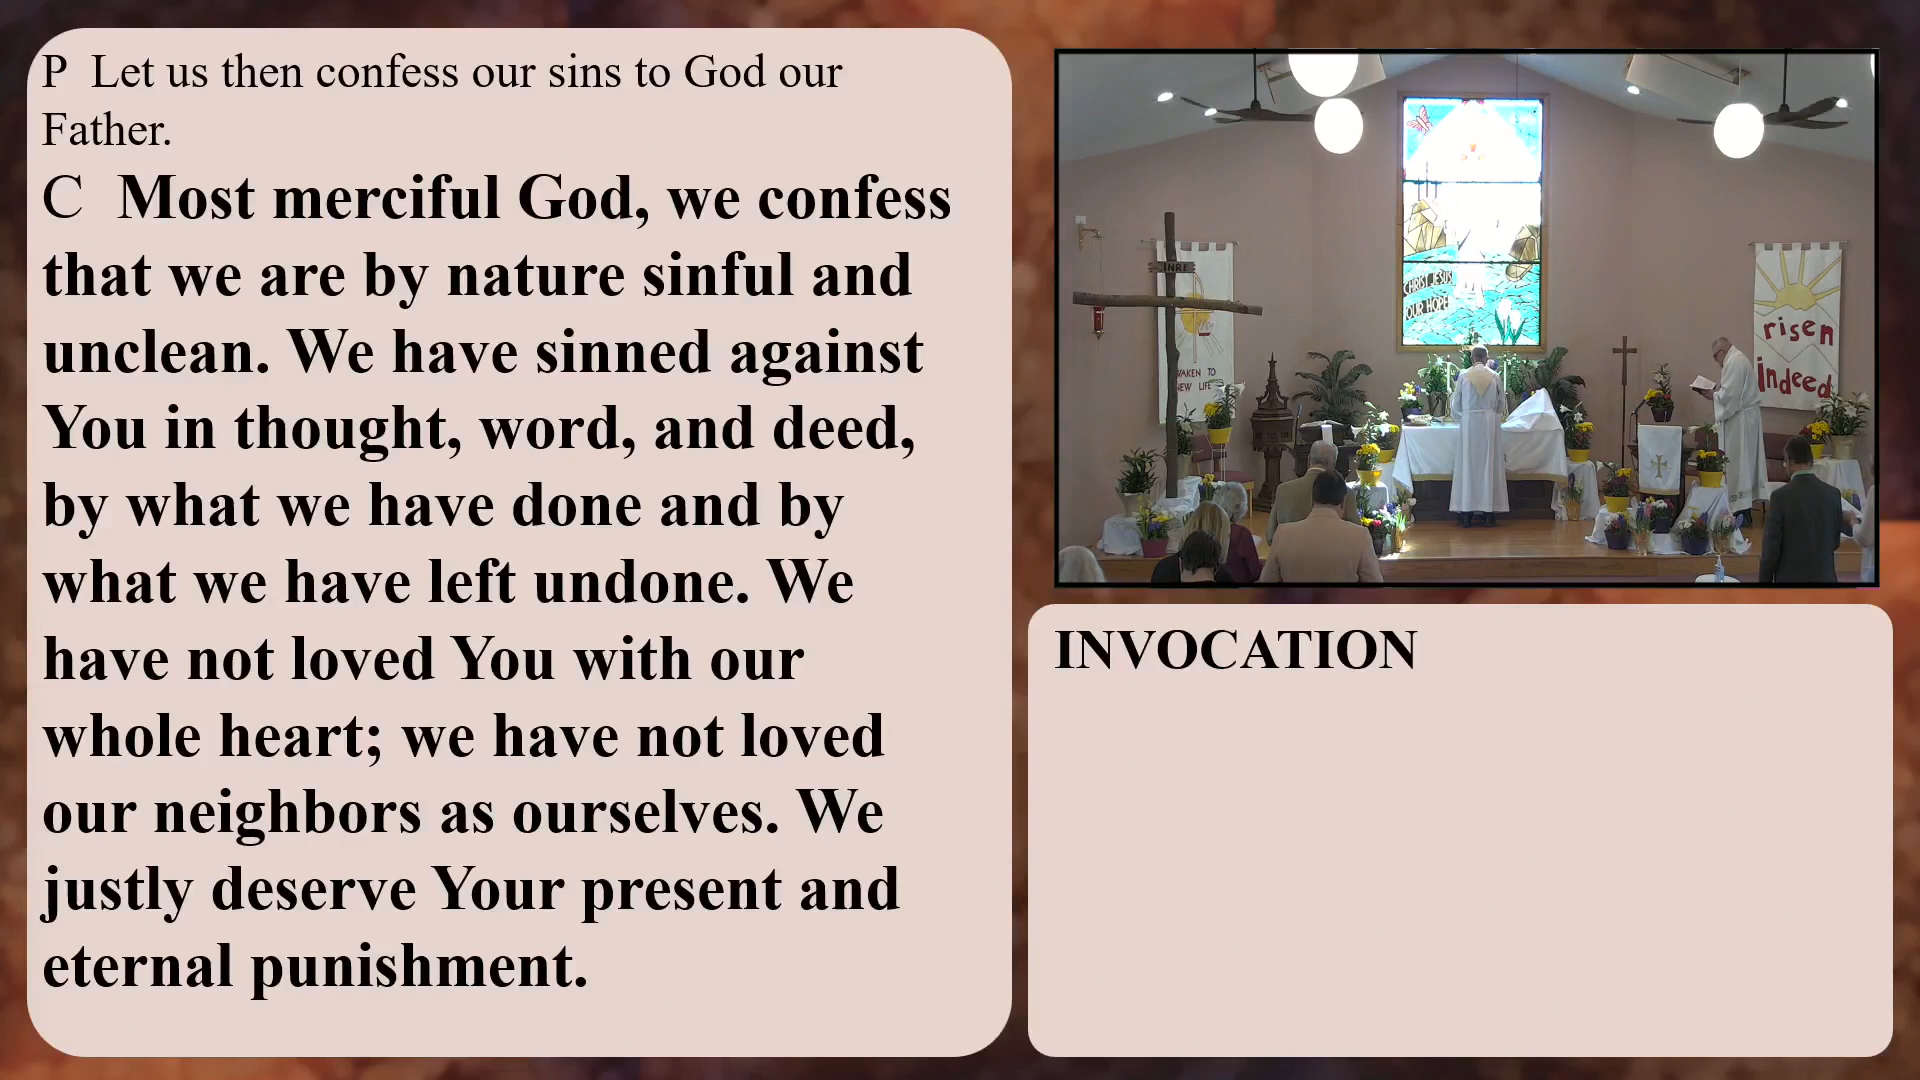 P Let us then confess our sins to God our
Father.
C Most merciful God, we confess
that we are by nature sinful and
unclean. We have sinned against
You in thought, word, and deed,
by what we have done and by
what we have left undone. We
have not loved You with our
whole heart; we have not loved
our neighbors as ourselves. We
justly deserve Your present and
eternal punishment.
INRI
CHRIST JESUS
OUR HOPE
WAKEN TO
NEW LIFE
risen
indeed
INVOCATION